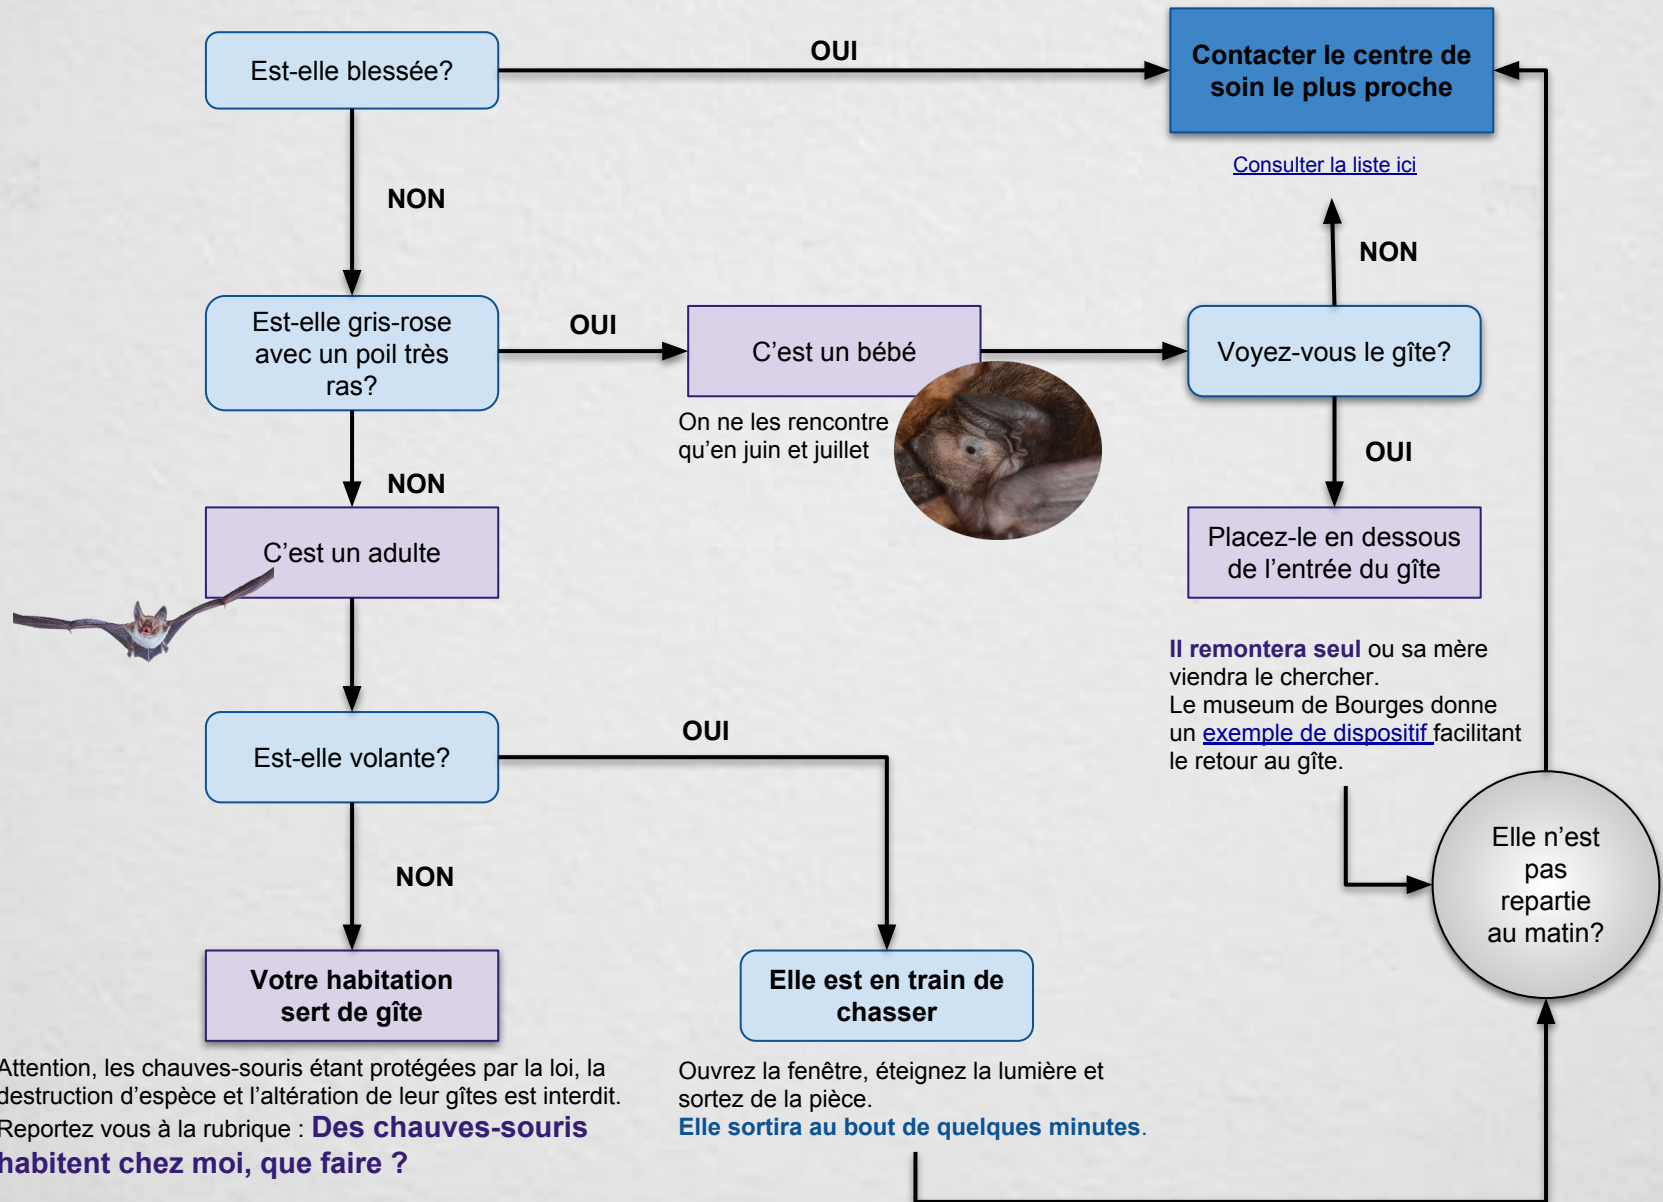 Est-elle blessée?
OUI
Contacter le centre de
soin le plus proche
Consulter la liste ici
NON
NON
Est-elle gris-rose
avec un poil très
ras?
OUI
C'est un bébé
Voyez-vous le gîte?
On ne les rencontre
qu'en juin et juillet
OUI
NON
C'est un adulte
Placez-le en dessous
de l'entrée du gîte
Il remontera seul ou sa mère
viendra le chercher.
Le museum de Bourges donne
un exemple de dispositif facilitant
le retour au gîte.
Est-elle volante?
OUI
NON
Elle n'est
pas
repartie
au matin?
Votre habitation
sert de gîte
Elle est en train de
chasser
Attention, les chauves-souris étant protégées par la loi, la
destruction d'espèce et l'altération de leur gîtes est interdit.
Reportez vous à la rubrique : Des chauves-souris
habitent chez moi, que faire ?
Ouvrez la fenêtre, éteignez la lumière et
sortez de la pièce.
Elle sortira au bout de quelques minutes.